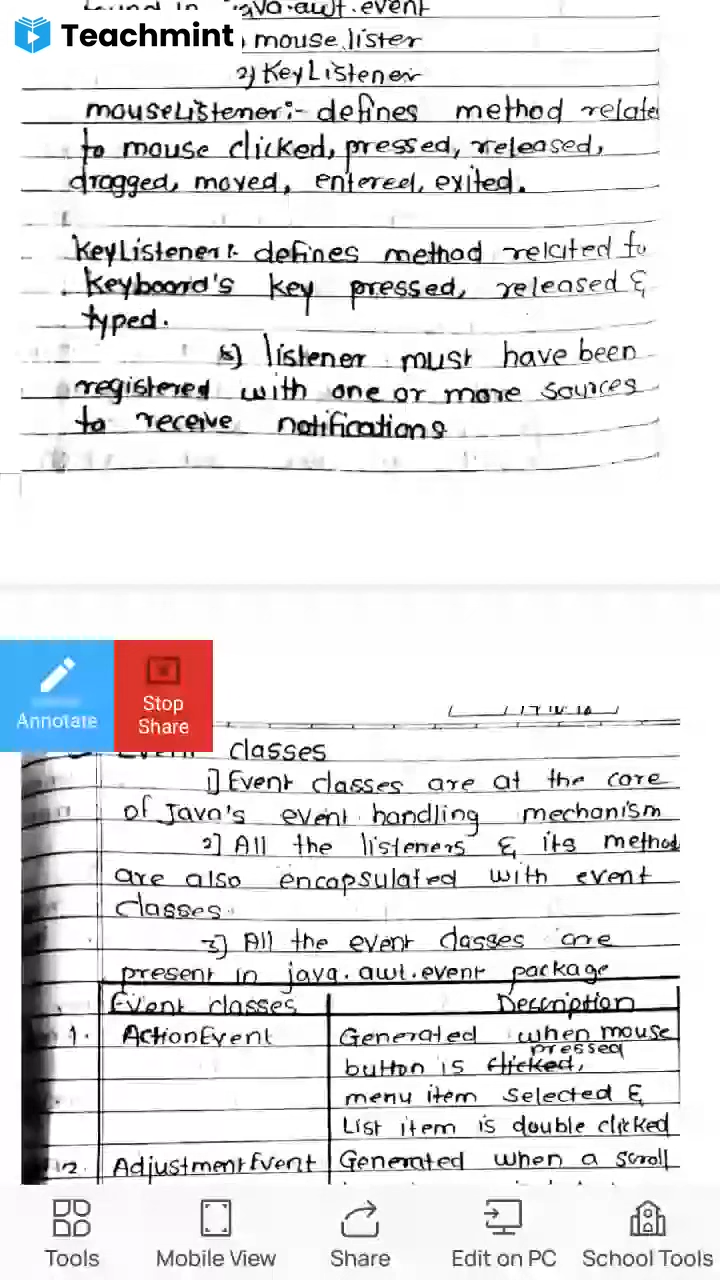 java.awt.event
Teachmint
mouse lister
2) KeyListener
mouseListener:- defines method relate
to mouse clicked, pressed, released,
dragged, moved, entered, exited.
KeyListener:- defines method related to
Keyboard's key pressed, released &
typed.
listener must have been
registered with one or more sources
to receive notifications
Annotate
Stop
Share
Event classes
1] Event classes are at the core
of Java's event handling mechanism
2] All the listeners & its method
are also encapsulated with event
classes.
3] All the event classes are
present in java.awt.event package
Event classes Description
1. ActionEvent Generated when mouse
pressed
button is clicked,
menu item selected &
List item is double clicked
2. AdjustmentEvent Generated when a scroll
Tools Mobile View Share Edit on PC School Tools